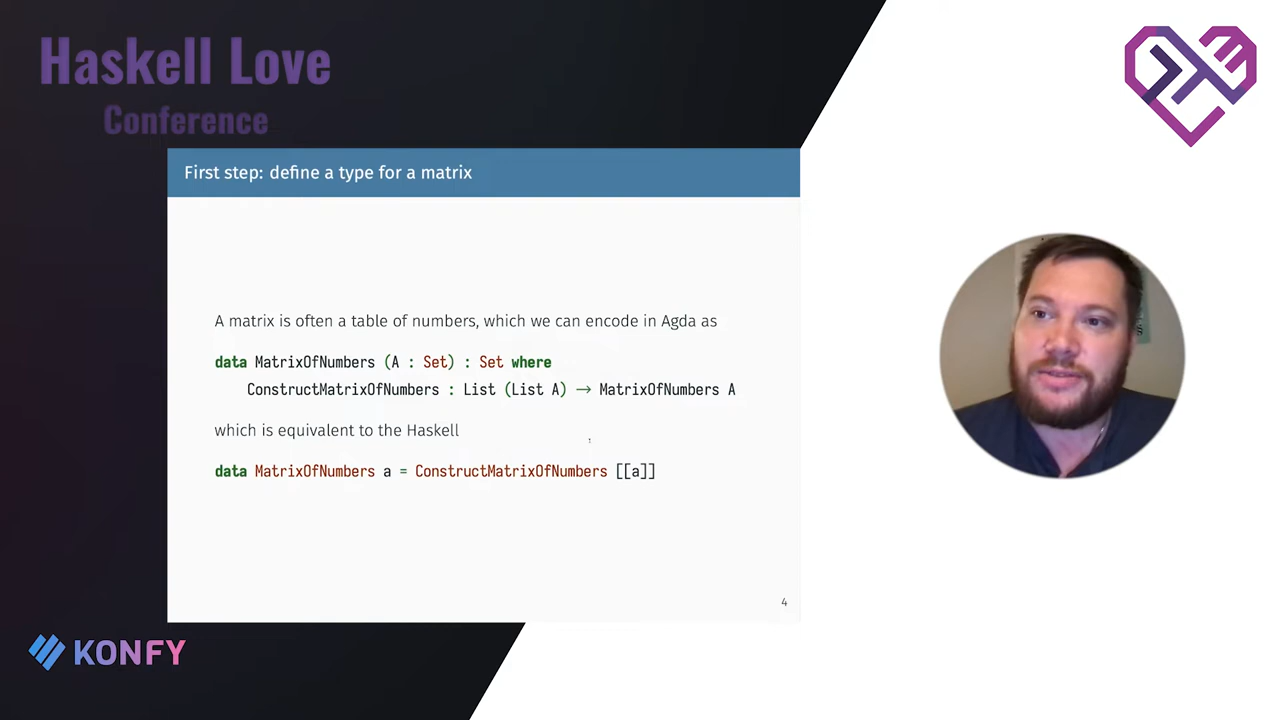 Haskell Love
Conference
First step: define a type for a matrix
A matrix is often a table of numbers, which we can encode in Agda as
data MatrixOfNumbers (A : Set) : Set where
    ConstructMatrixOfNumbers : List (List A) → MatrixOfNumbers A
which is equivalent to the Haskell
data MatrixOfNumbers a = ConstructMatrixOfNumbers [[a]]
4
KONFY